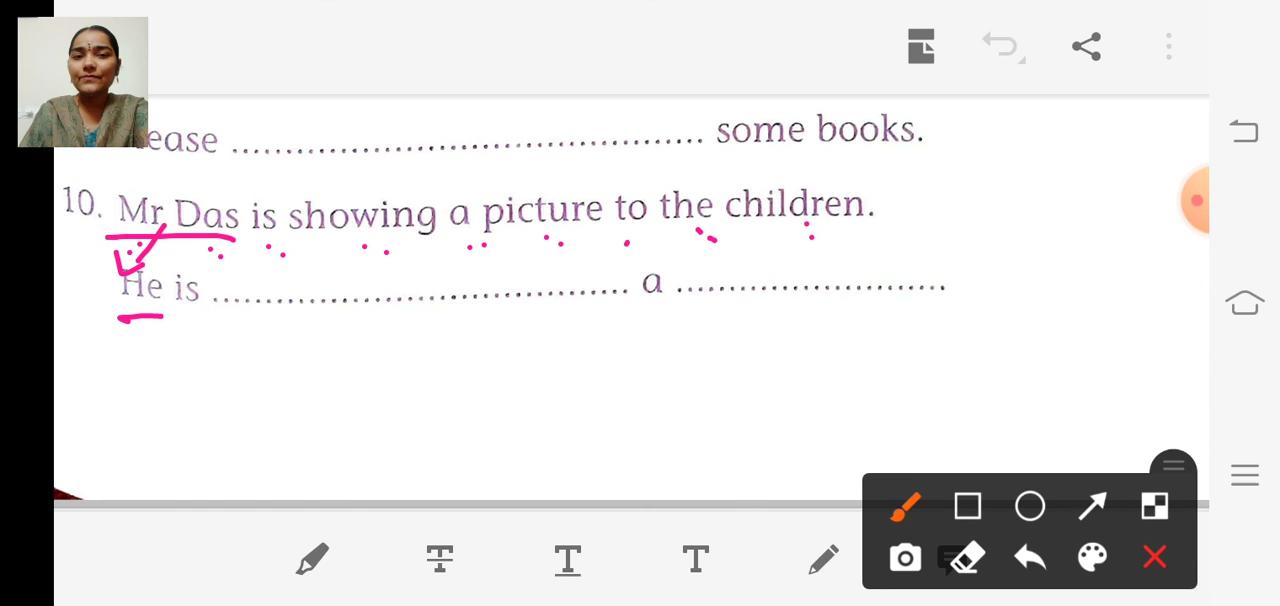 ease ........................................ some books.
10. Mr Das is showing a picture to the children.
He is ........................................ a ..........................